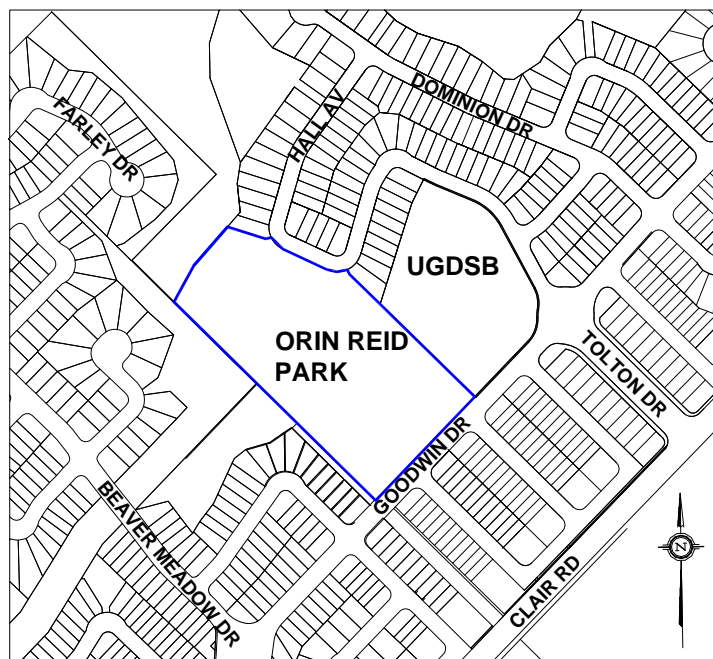 DOMINION DR
HALL AV
FARLEY DR
UGDSB
ORIN REID
PARK
TOLTON DR
GOODWIN DR
BEAVER MEADOW DR
CLAIR RD
N